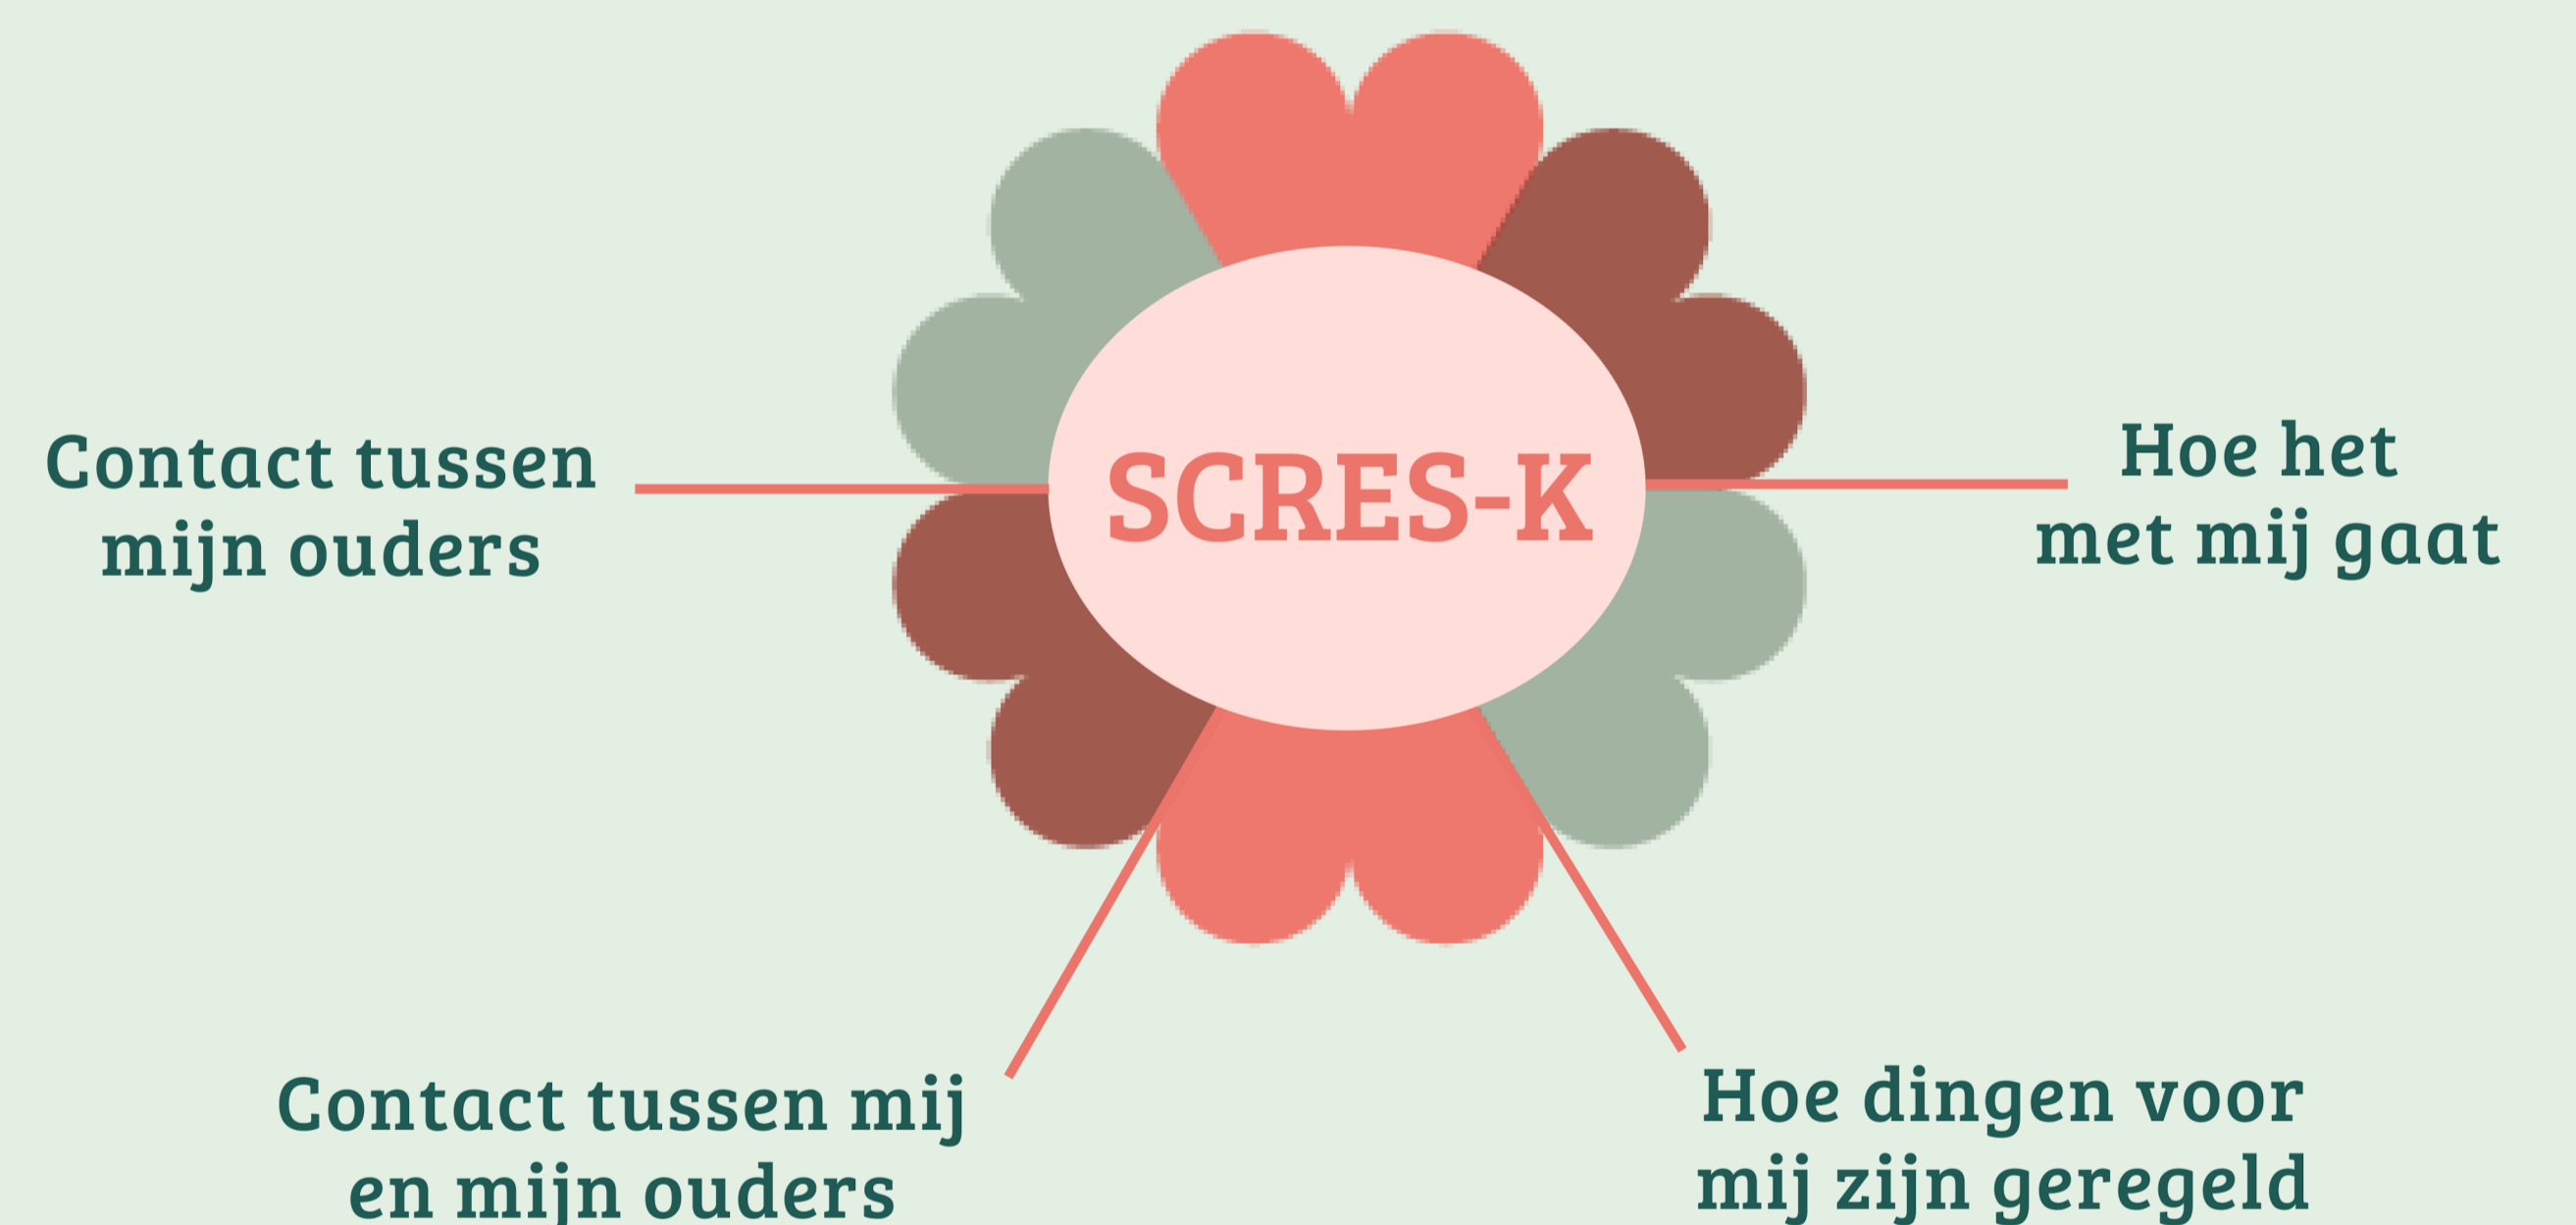 SCRES-K
Contact tussen
mijn ouders
Hoe het
met mij gaat
Contact tussen mij
en mijn ouders
Hoe dingen voor
mij zijn geregeld